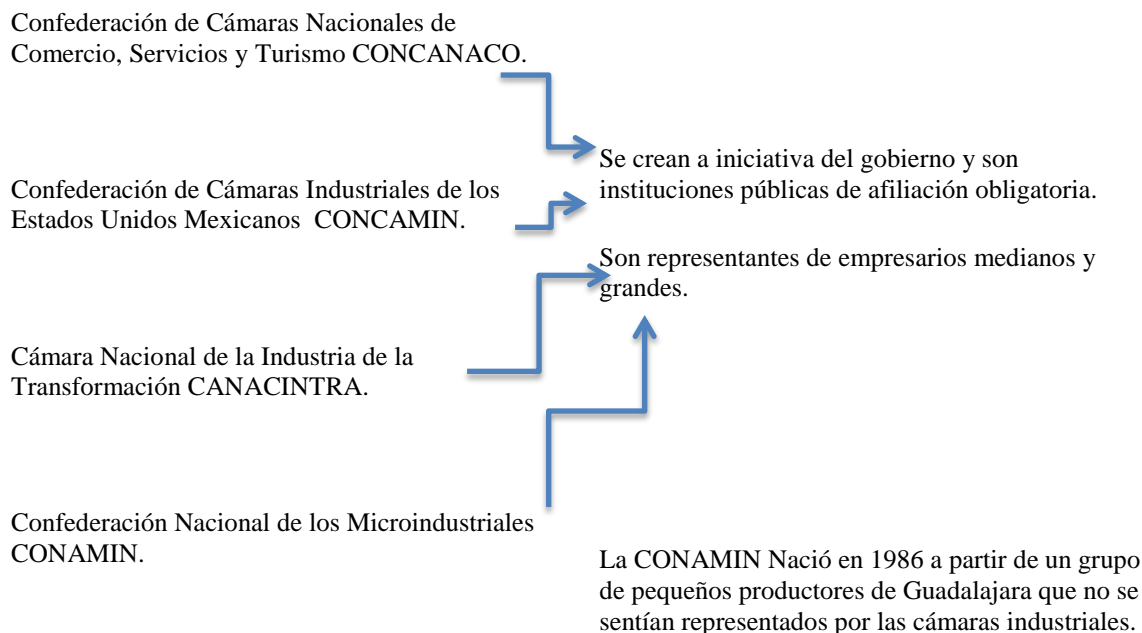 Confederación de Cámaras Nacionales de
Comercio, Servicios y Turismo CONCANACO.
Se crean a iniciativa del gobierno y son
instituciones públicas de afiliación obligatoria.
Confederación de Cámaras Industriales de los
Estados Unidos Mexicanos CONCAMIN.
Son representantes de empresarios medianos y
grandes.
Cámara Nacional de la Industria de la
Transformación CANACINTRA.
Confederación Nacional de los Microindustriales
CONAMIN.
La CONAMIN Nació en 1986 a partir de un grupo
de pequeños productores de Guadalajara que no se
sentían representados por las cámaras industriales.